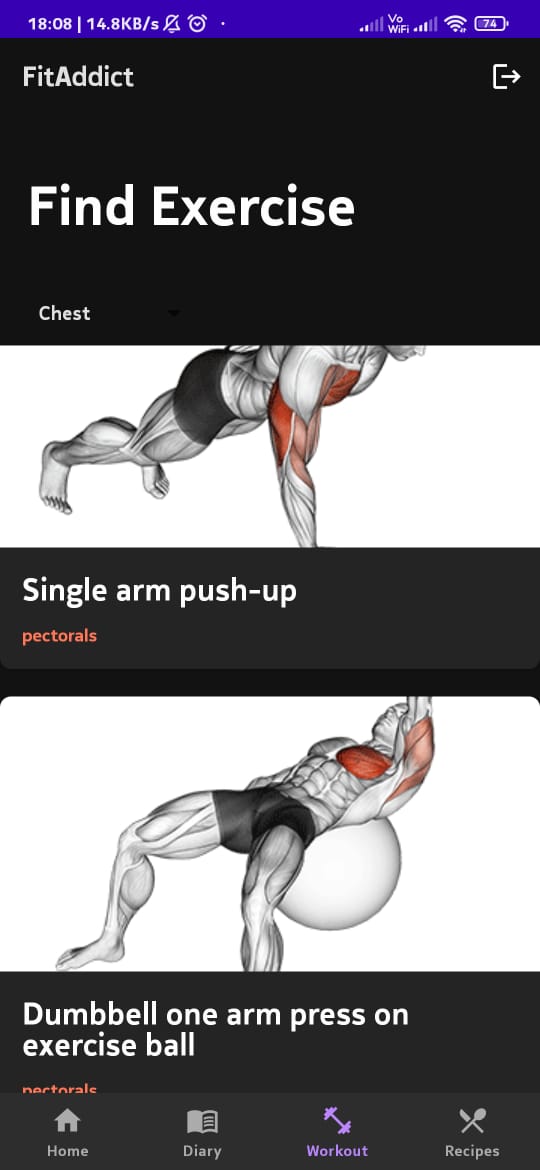 18:08 | 14.8KB/s
Vo
WiFi
74
FitAddict
Find Exercise
Chest
Single arm push-up
pectorals
Dumbbell one arm press on
exercise ball
pectorals
Home
Diary
Workout
Recipes